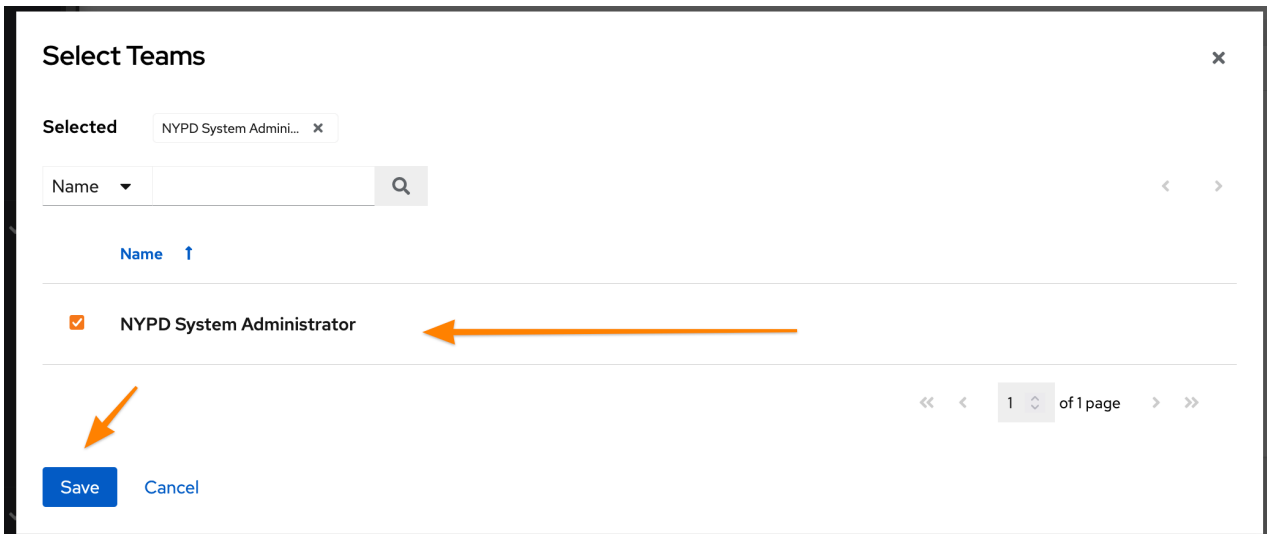 Select Teams
Selected NYPD System Admini...
Name
Name
NYPD System Administrator
1 of 1 page
Save Cancel